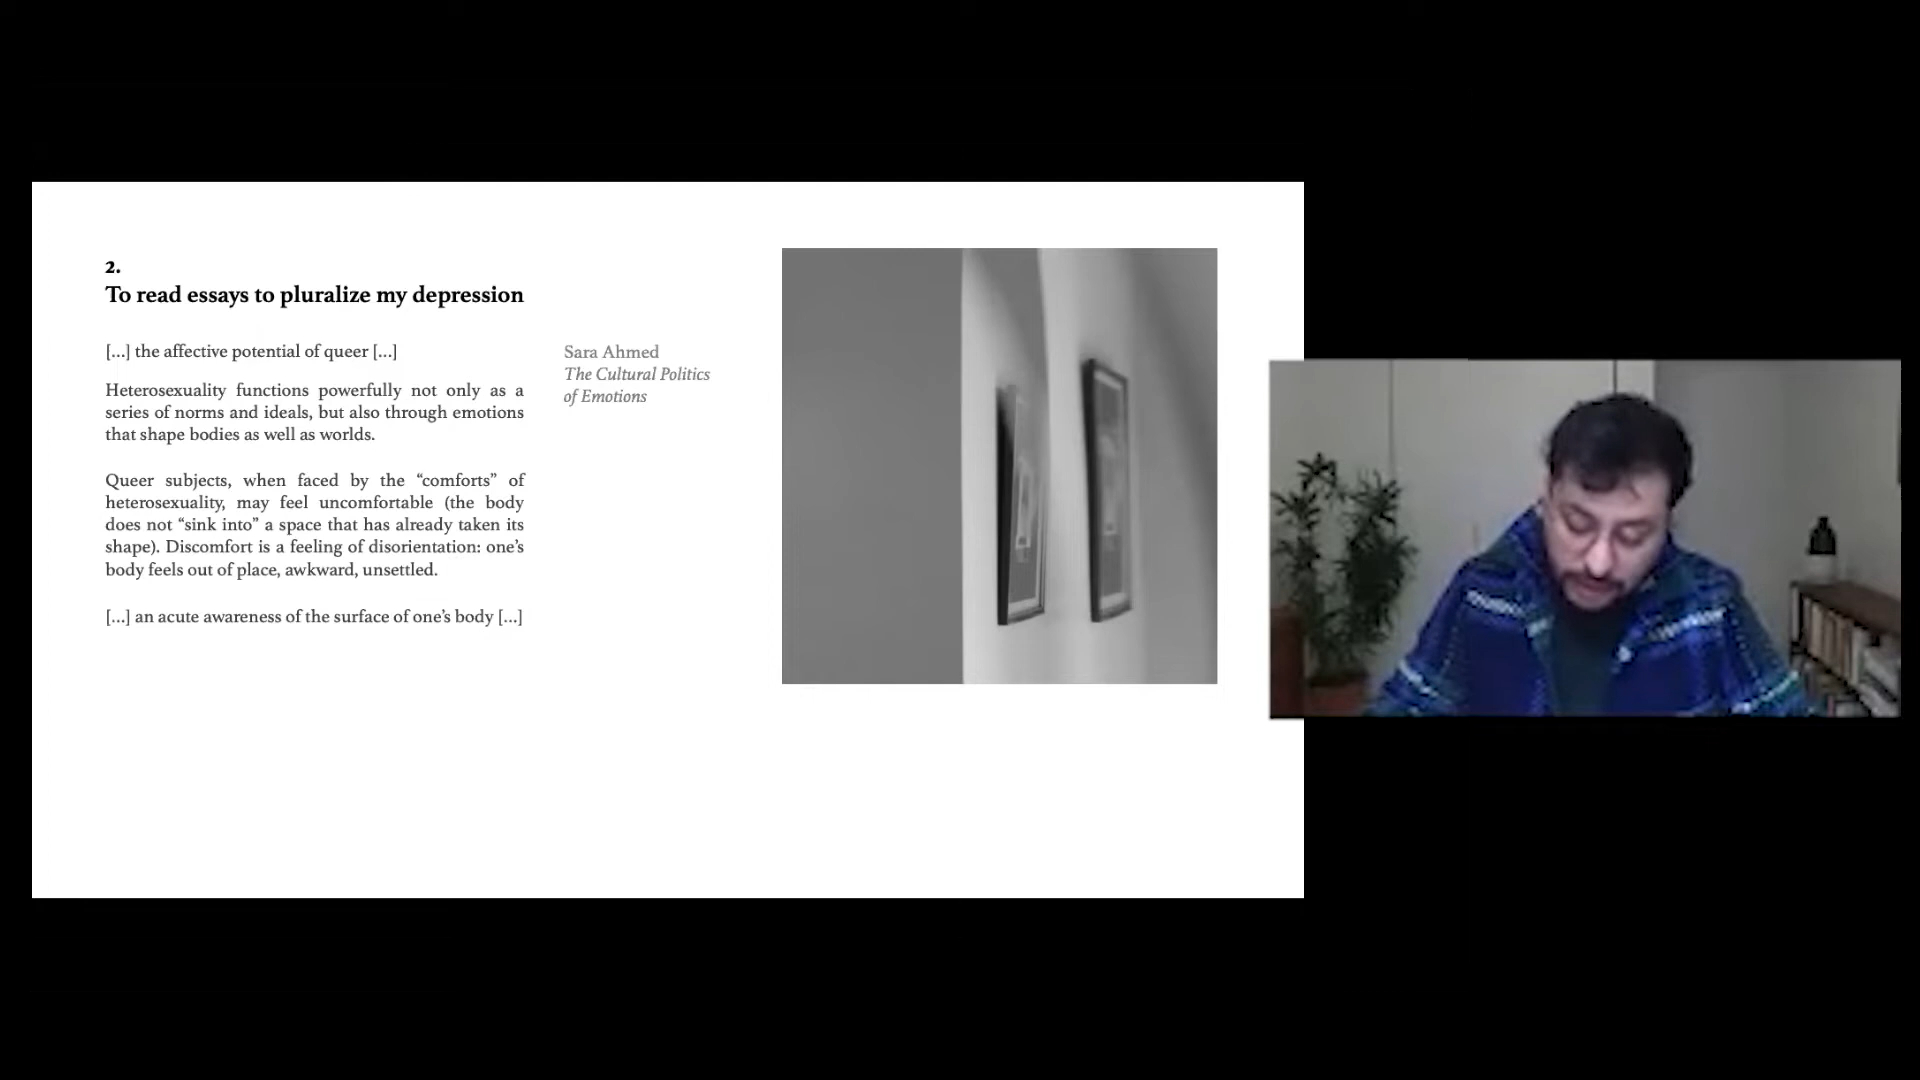 2.
To read essays to pluralize my depression
[...] the affective potential of queer [...]
Heterosexuality functions powerfully not only as a
series of norms and ideals, but also through emotions
that shape bodies as well as worlds.
Queer subjects, when faced by the “comforts” of
heterosexuality, may feel uncomfortable (the body
does not “sink into” a space that has already taken its
shape). Discomfort is a feeling of disorientation: one’s
body feels out of place, awkward, unsettled.
[...] an acute awareness of the surface of one’s body [...]
Sara Ahmed
The Cultural Politics
of Emotions